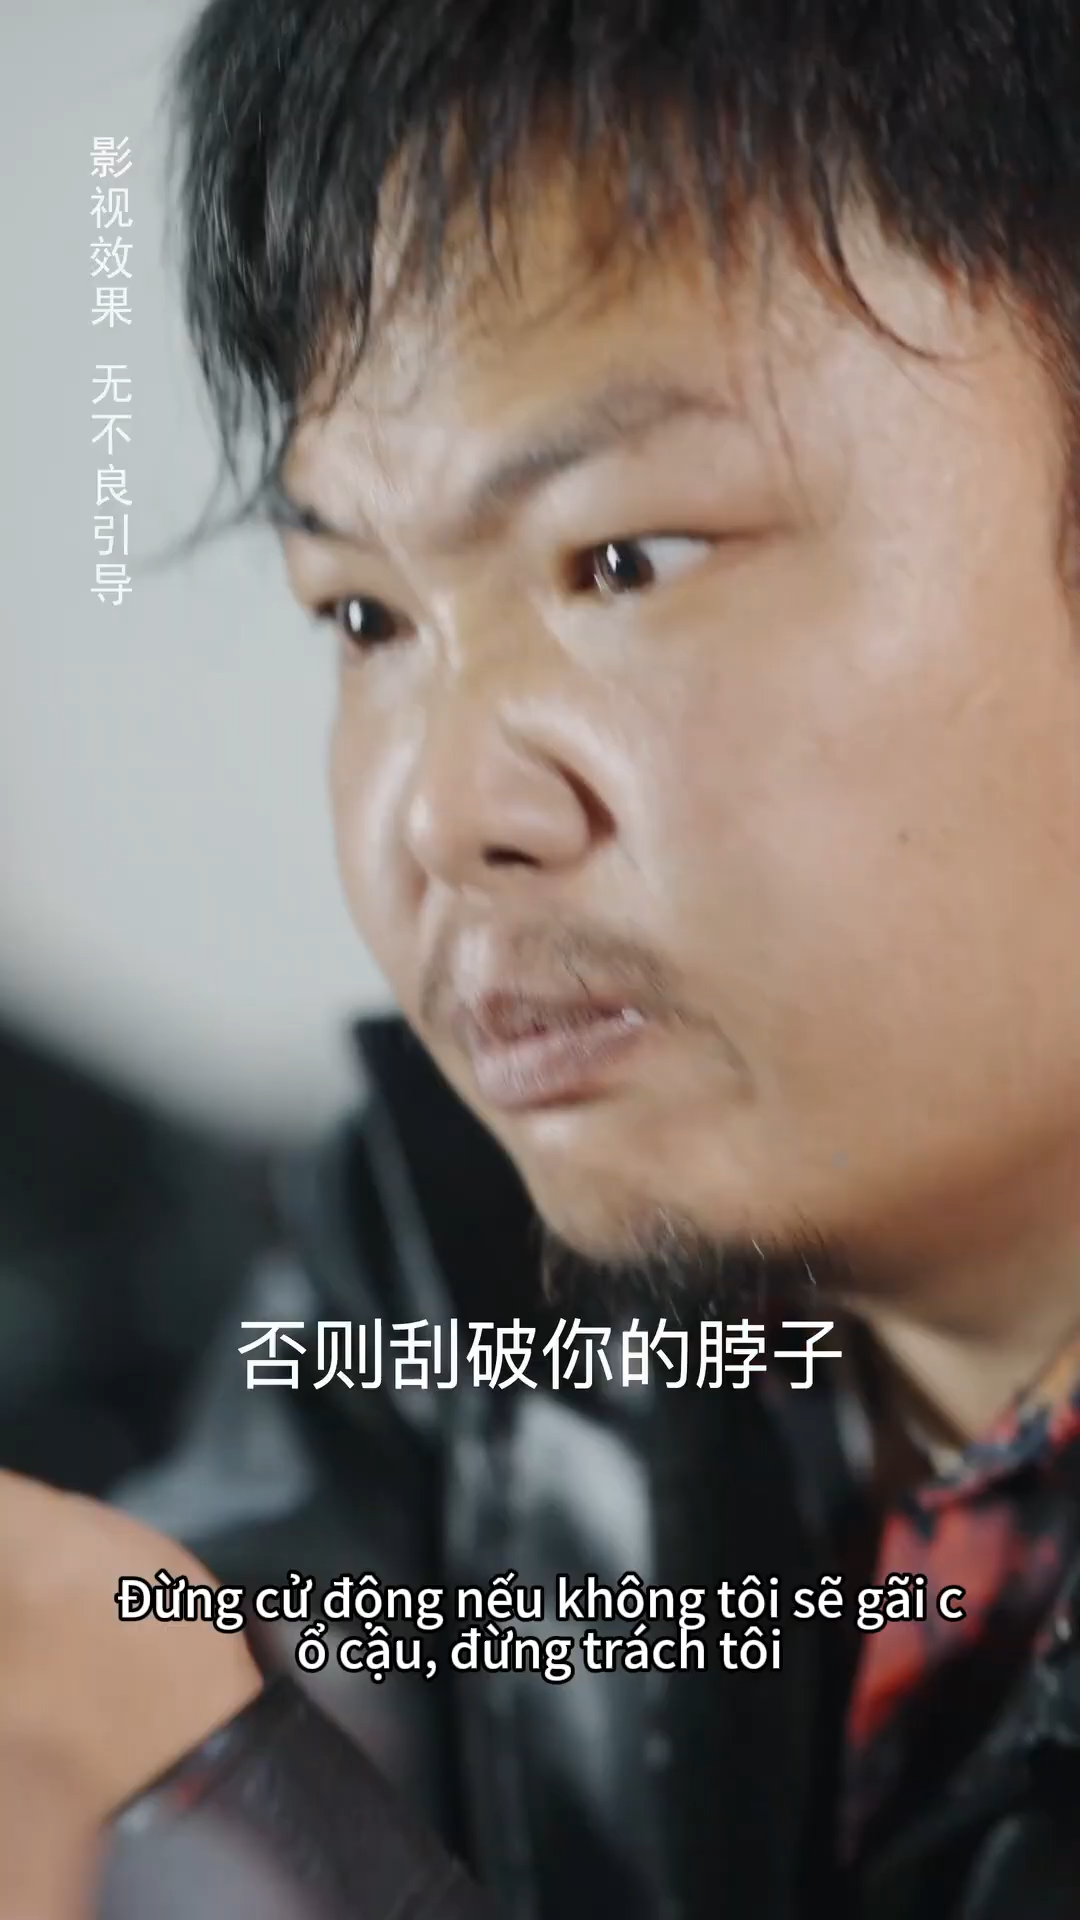 影视效果 无不良引导
否则刮破你的脖子
Đừng cử động nếu không tôi sẽ gãi c
ổ cậu, đừng trách tôi